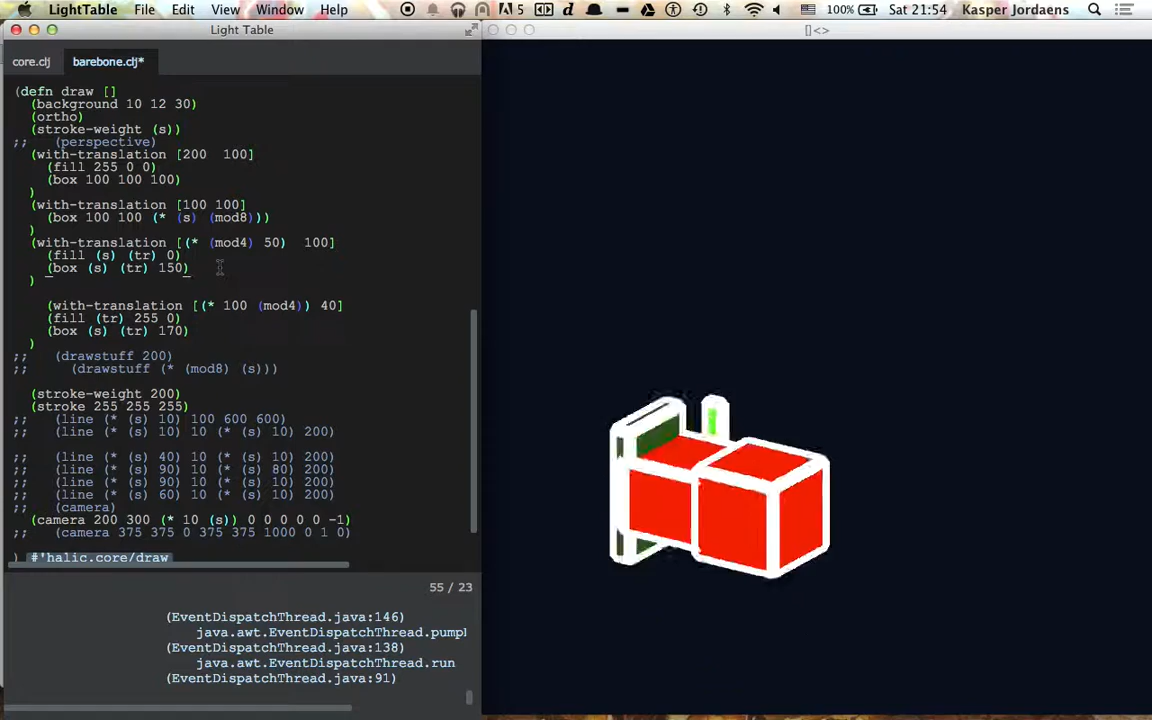 LightTable File Edit View Window Help 5 d 100% Sat 21:54 Kasper Jordaens
Light Table
[]<>
core.clj barebone.clj*
(defn draw []
(background 10 12 30)
(ortho)
(stroke-weight (s))
;; (perspective)
(with-translation [200 100]
(fill 255 0 0)
(box 100 100 100)
)
(with-translation [100 100]
(box 100 100 (* (s) (mod8)))
)
(with-translation [(* (mod4) 50) 100]
(fill (s) (tr) 0)
(box (s) (tr) 150)
)
(with-translation [(* 100 (mod4)) 40]
(fill (tr) 255 0)
(box (s) (tr) 170)
)
;; (drawstuff 200)
;; (drawstuff (* (mod8) (s)))
(stroke-weight 200)
(stroke 255 255 255)
;; (line (* (s) 10) 100 600 600)
;; (line (* (s) 10) 10 (* (s) 10) 200)
;; (line (* (s) 40) 10 (* (s) 10) 200)
;; (line (* (s) 90) 10 (* (s) 80) 200)
;; (line (* (s) 90) 10 (* (s) 10) 200)
;; (line (* (s) 60) 10 (* (s) 10) 200)
;; (camera)
(camera 200 300 (* 10 (s)) 0 0 0 0 0 -1)
;; (camera 375 375 0 375 375 1000 0 1 0)
) #'halic.core/draw
55 / 23
(EventDispatchThread.java:146)
java.awt.EventDispatchThread.pump
(EventDispatchThread.java:138)
java.awt.EventDispatchThread.run
(EventDispatchThread.java:91)